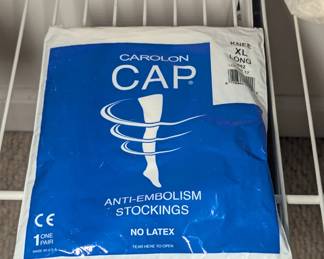 CAROLON
CAP®
KNEE
XL
LONG
ANTI-EMBOLISM
STOCKINGS
NO LATEX
CE
1 ONE
PAIR
TEAR HERE TO OPEN